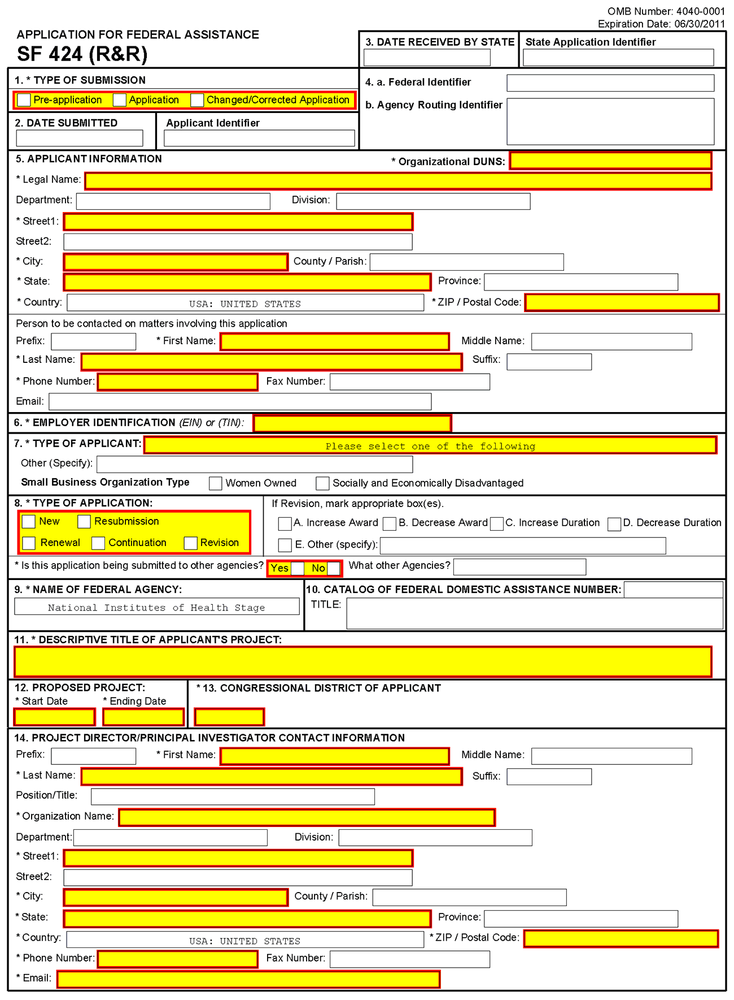 OMB Number: 4040-0001
Expiration Date: 06/30/2011
APPLICATION FOR FEDERAL ASSISTANCE
SF 424 (R&R)
3. DATE RECEIVED BY STATE State Application Identifier
1. * TYPE OF SUBMISSION
Pre-application Application Changed/Corrected Application
4. a. Federal Identifier
b. Agency Routing Identifier
2. DATE SUBMITTED Applicant Identifier
5. APPLICANT INFORMATION * Organizational DUNS:
* Legal Name:
Department: Division:
* Street1:
Street2:
* City: County / Parish:
* State: Province:
* Country: USA: UNITED STATES * ZIP / Postal Code:
Person to be contacted on matters involving this application
Prefix: * First Name: Middle Name:
* Last Name: Suffix:
* Phone Number: Fax Number:
Email:
6. * EMPLOYER IDENTIFICATION (EIN) or (TIN):
7. * TYPE OF APPLICANT: Please select one of the following
Other (Specify):
Small Business Organization Type Women Owned Socially and Economically Disadvantaged
8. * TYPE OF APPLICATION:
New Resubmission
Renewal Continuation Revision
If Revision, mark appropriate box(es).
A. Increase Award B. Decrease Award C. Increase Duration D. Decrease Duration
E. Other (specify):
* Is this application being submitted to other agencies? Yes No What other Agencies?
9. * NAME OF FEDERAL AGENCY:
National Institutes of Health Stage
10. CATALOG OF FEDERAL DOMESTIC ASSISTANCE NUMBER:
TITLE:
11. * DESCRIPTIVE TITLE OF APPLICANT'S PROJECT:
12. PROPOSED PROJECT:
* Start Date * Ending Date
* 13. CONGRESSIONAL DISTRICT OF APPLICANT
14. PROJECT DIRECTOR/PRINCIPAL INVESTIGATOR CONTACT INFORMATION
Prefix: * First Name: Middle Name:
* Last Name: Suffix:
Position/Title:
* Organization Name:
Department: Division:
* Street1:
Street2:
* City: County / Parish:
* State: Province:
* Country: USA: UNITED STATES * ZIP / Postal Code:
* Phone Number: Fax Number:
* Email: